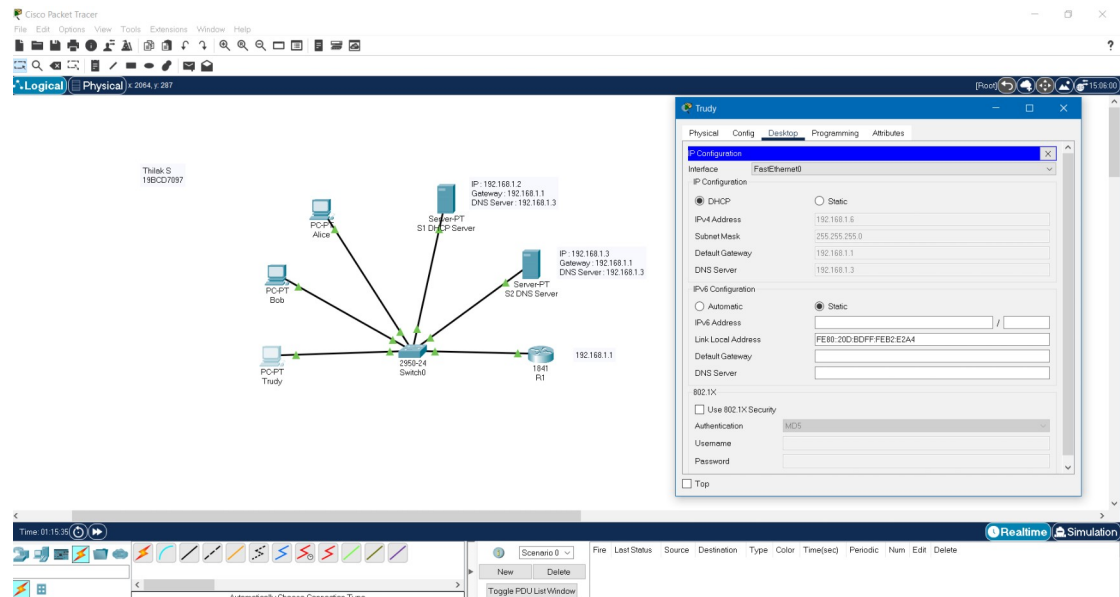 Cisco Packet Tracer
File Edit Options View Tools Extensions Window Help
?
Logical Physical x: 2064, y: 287
[Root] 15:06:00
Thilak S
19BCD7097
PC-PT
Alice
IP : 192.168.1.2
Gateway : 192.168.1.1
DNS Server : 192.168.1.3
Server-PT
S1 DHCP Server
IP : 192.168.1.3
Gateway : 192.168.1.1
DNS Server : 192.168.1.3
Server-PT
S2 DNS Server
PC-PT
Bob
PC-PT
Trudy
2950-24
Switch0
1841
R1
192.168.1.1
Trudy
Physical Config Desktop Programming Attributes
IP Configuration X
Interface FastEthernet0
IP Configuration
DHCP Static
IPv4 Address 192.168.1.6
Subnet Mask 255.255.255.0
Default Gateway 192.168.1.1
DNS Server 192.168.1.3
IPv6 Configuration
Automatic Static
IPv6 Address /
Link Local Address FE80::20D:BDFF:FEB2:E2A4
Default Gateway
DNS Server
802.1X
Use 802.1X Security
Authentication MD5
Username
Password
Top
Time: 01:15:35 Realtime Simulation
Scenario 0
New Delete
Toggle PDU List Window
Fire Last Status Source Destination Type Color Time(sec) Periodic Num Edit Delete
Automatically Choose Connection Type